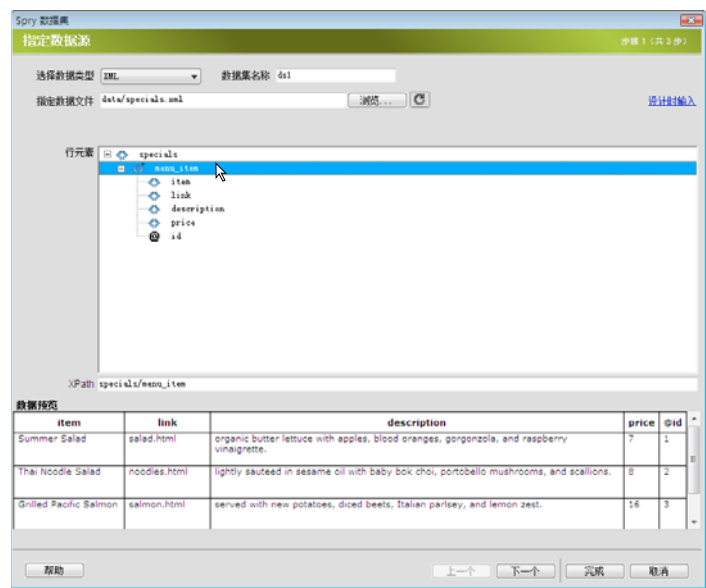 Spry 数据集
指定数据源 步骤 1（共 3 步）
选择数据类型 XML 数据集名称 ds1
指定数据文件 data/specials.xml 浏览... 设计时输入
行元素 specials
menu_item
item
link
description
price
@ id
XPath specials/menu_item
数据预览
item link description price @id
Summer Salad salad.html organic butter lettuce with apples, blood oranges, gorgonzola, and raspberry vinaigrette. 7 1
Thai Noodle Salad noodles.html lightly sauteed in sesame oil with baby bok choi, portobello mushrooms, and scallions. 8 2
Grilled Pacific Salmon salmon.html served with new potatoes, diced beets, Italian parlsey, and lemon zest. 16 3
帮助 上一个 下一个 完成 取消